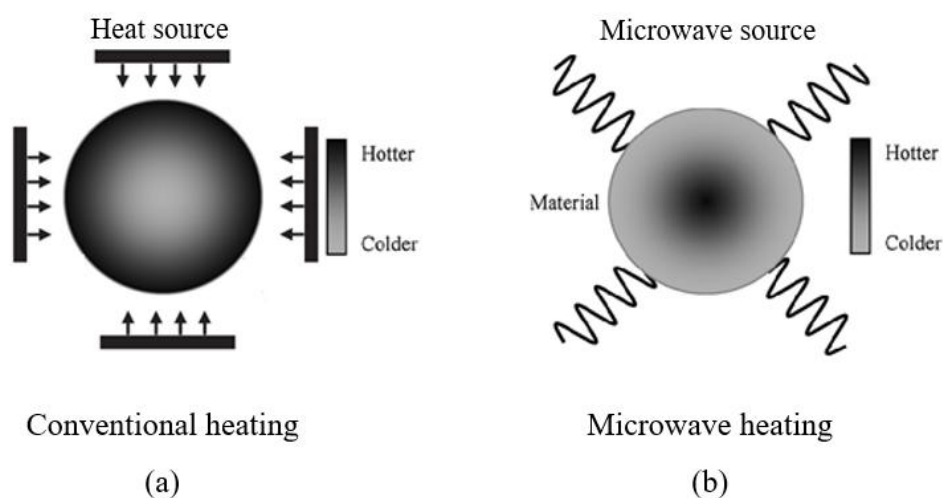 Heat source
Hotter
Colder
Conventional heating
(a)
Microwave source
Material
Hotter
Colder
Microwave heating
(b)